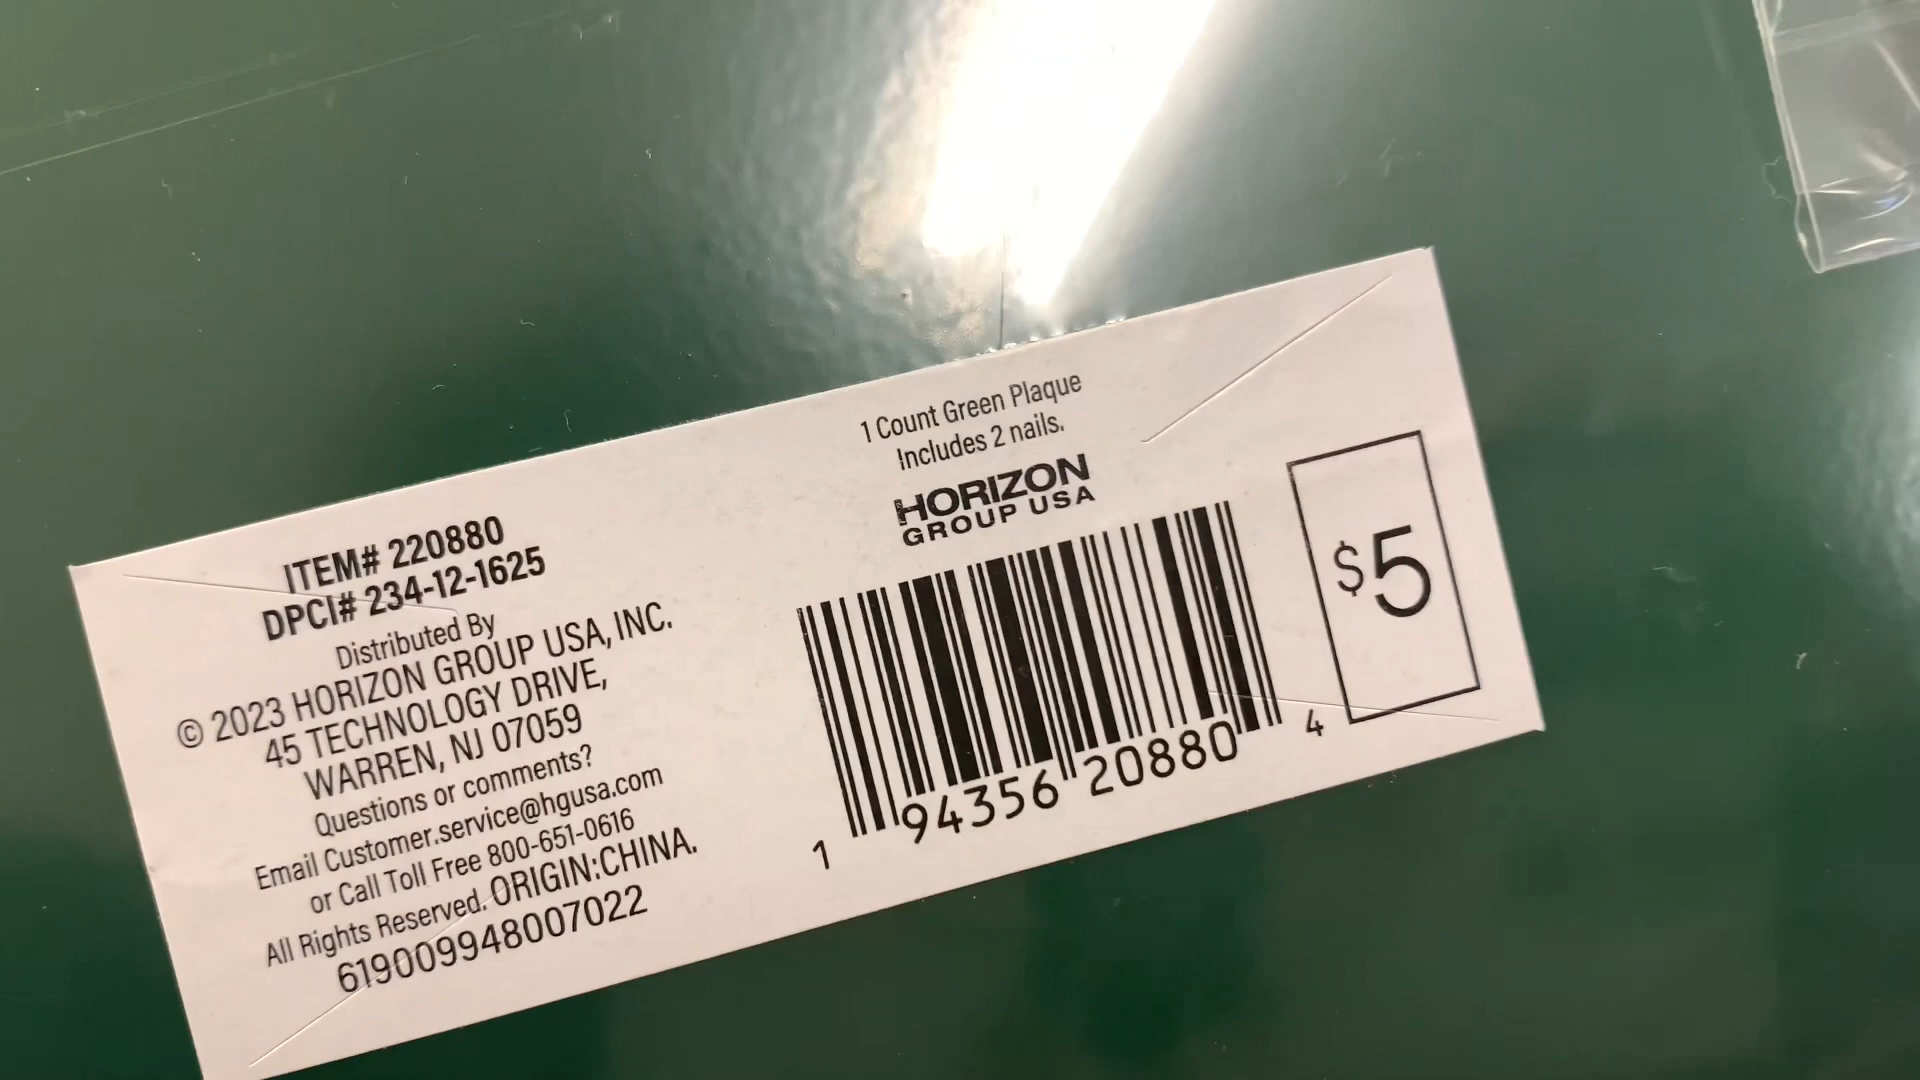 ITEM# 220880
DPCI# 234-12-1625
Distributed By
© 2023 HORIZON GROUP USA, INC.
45 TECHNOLOGY DRIVE,
WARREN, NJ 07059
Questions or comments?
Email Customer.service@hgusa.com
or Call Toll Free 800-651-0616
All Rights Reserved. ORIGIN:CHINA.
619009948007022
1 Count Green Plaque
Includes 2 nails.
HORIZON
GROUP USA
1 94356 20880 4
$5